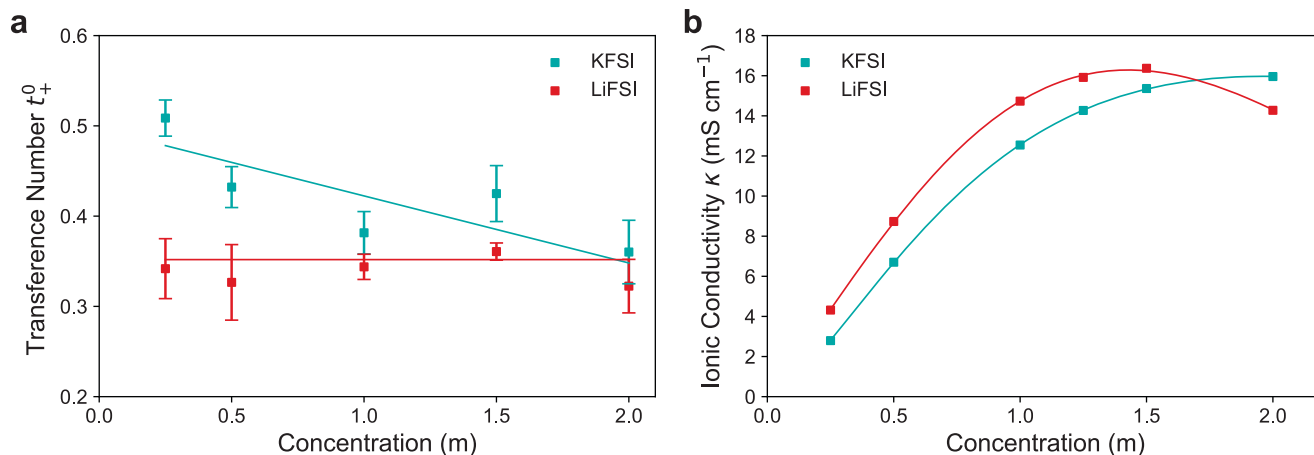 a
0.6
0.5
0.4
0.3
0.2
Transference Number t₊⁰
KFSI
LiFSI
0.0 0.5 1.0 1.5 2.0
Concentration (m)
b
18
16
14
12
10
8
6
4
2
0
Ionic Conductivity κ (mS cm⁻¹)
KFSI
LiFSI
0.0 0.5 1.0 1.5 2.0
Concentration (m)